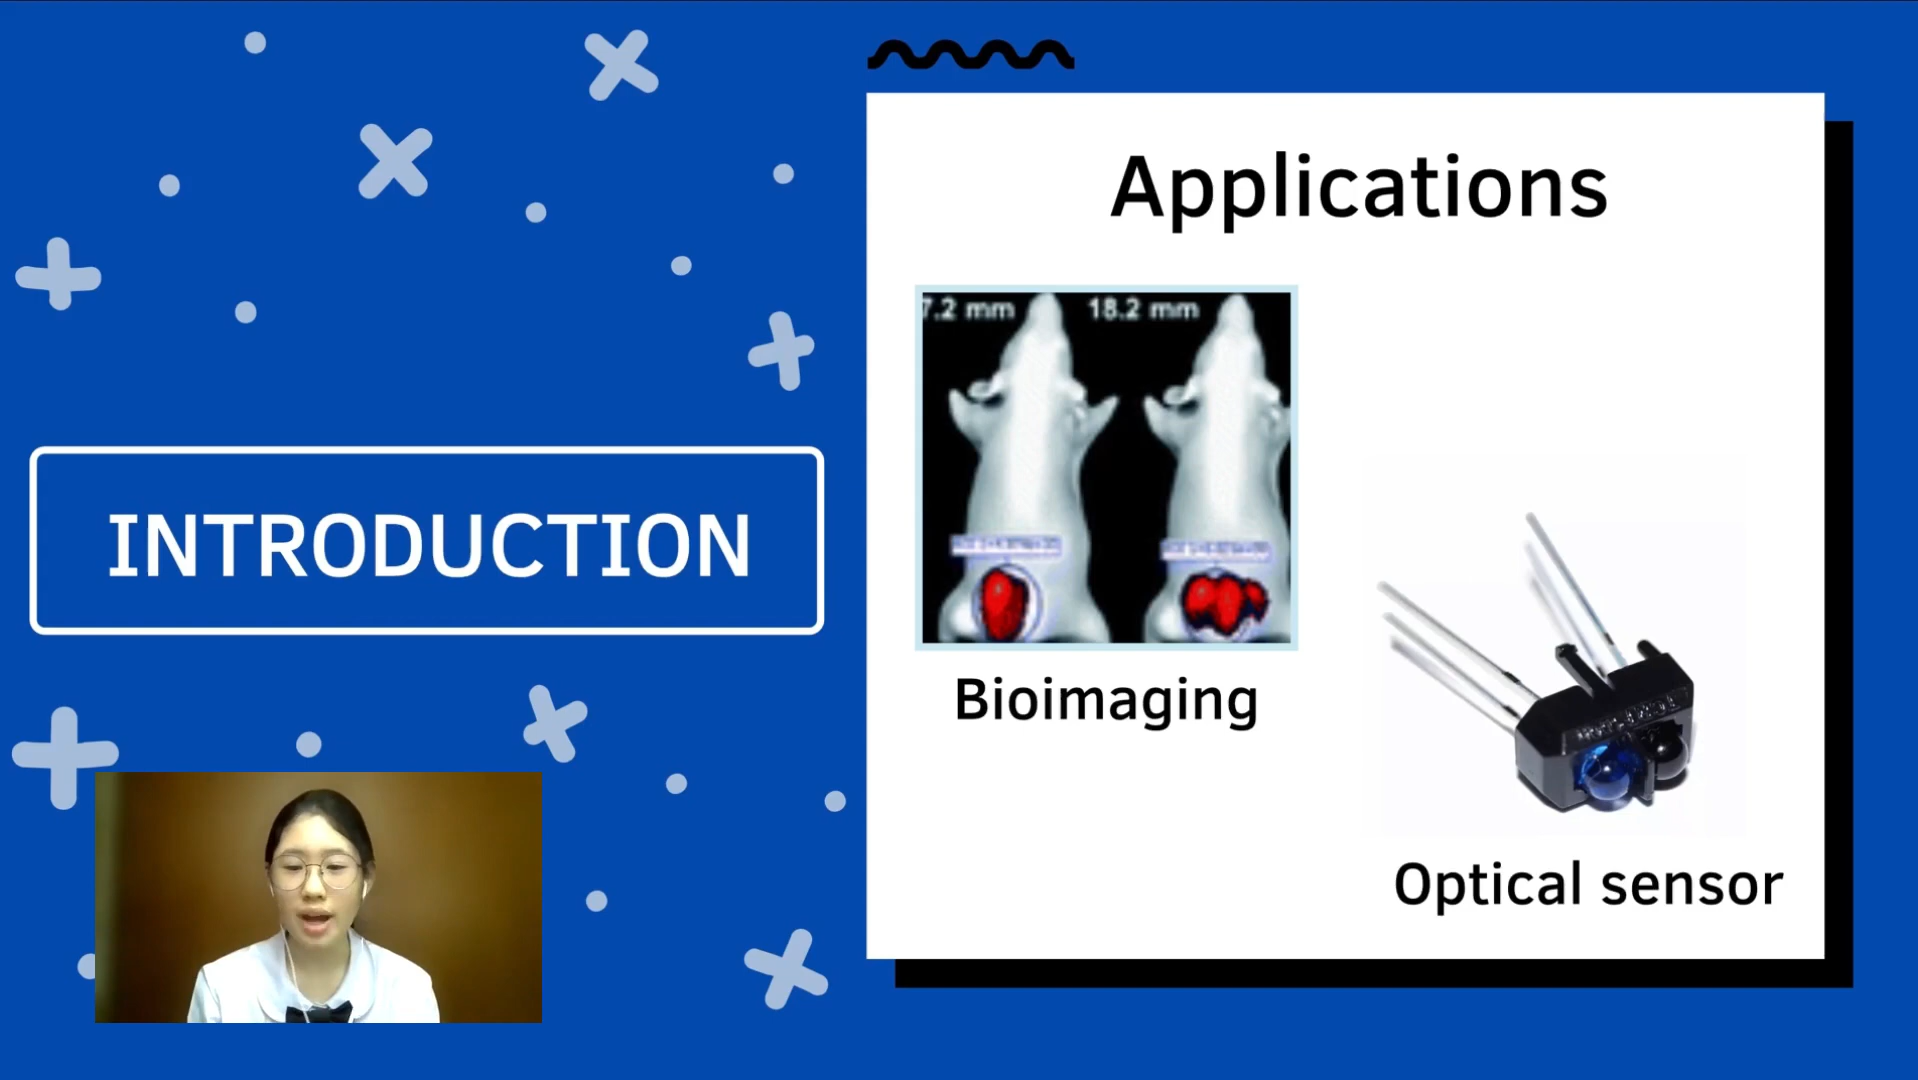 INTRODUCTION
Applications
7.2 mm
18.2 mm
Bioimaging
Optical sensor